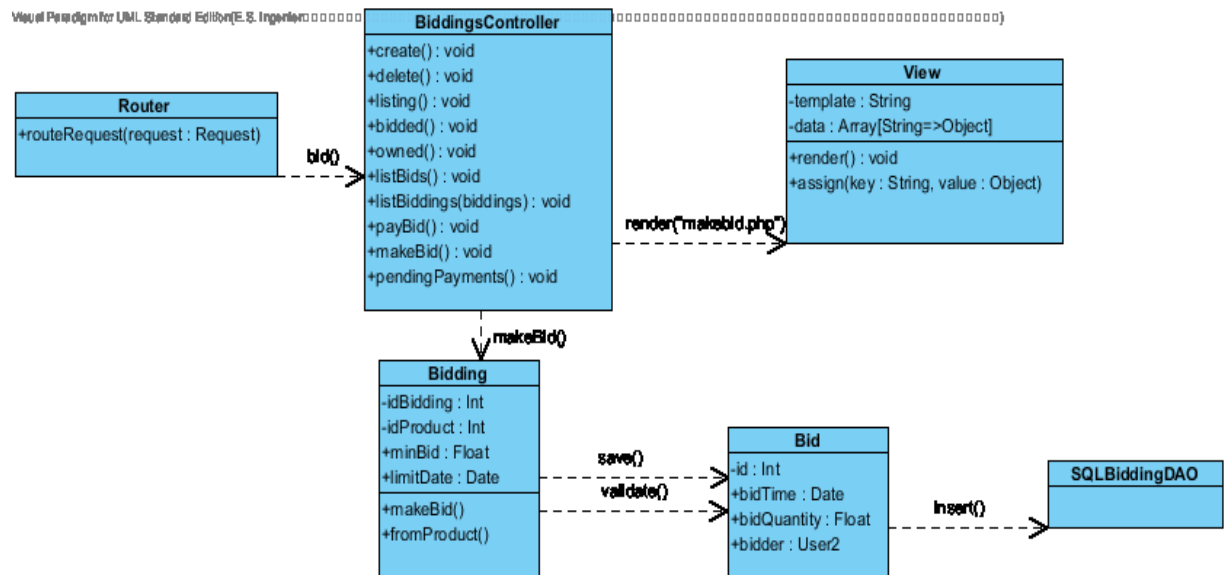 Visual Paradigm for UML Standard Edition(E.S. Ingenier
BiddingsController
+create() : void
+delete() : void
+listing() : void
+bidded() : void
+owned() : void
+listBids() : void
+listBiddings(biddings) : void
+payBid() : void
+makeBid() : void
+pendingPayments() : void
Router
+routeRequest(request : Request)
bid()
View
-template : String
-data : Array[String=>Object]
+render() : void
+assign(key : String, value : Object)
render("makebid.php")
makeBid()
Bidding
-idBidding : Int
-idProduct : Int
+minBid : Float
+limitDate : Date
+makeBid()
+fromProduct()
save()
validate()
Bid
-id : Int
+bidTime : Date
+bidQuantity : Float
+bidder : User2
insert()
SQLBiddingDAO